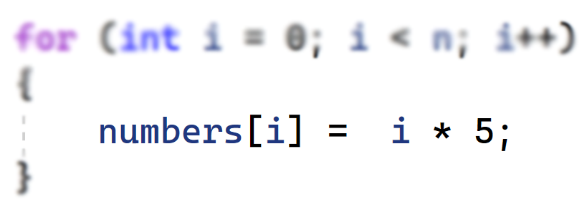 for (int i = 0; i < n; i++)
{
numbers[i] = i * 5;
}